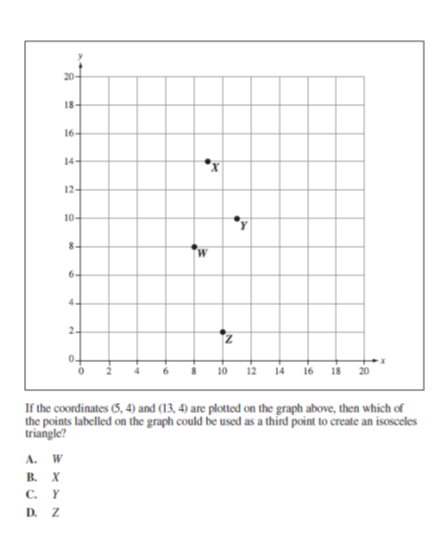 y
20
18
16
14
X
12
10
Y
8
W
6
4
2
Z
0
x
0 2 4 6 8 10 12 14 16 18 20
If the coordinates (5, 4) and (13, 4) are plotted on the graph above, then which of
the points labelled on the graph could be used as a third point to create an isosceles
triangle?
A. W
B. X
C. Y
D. Z